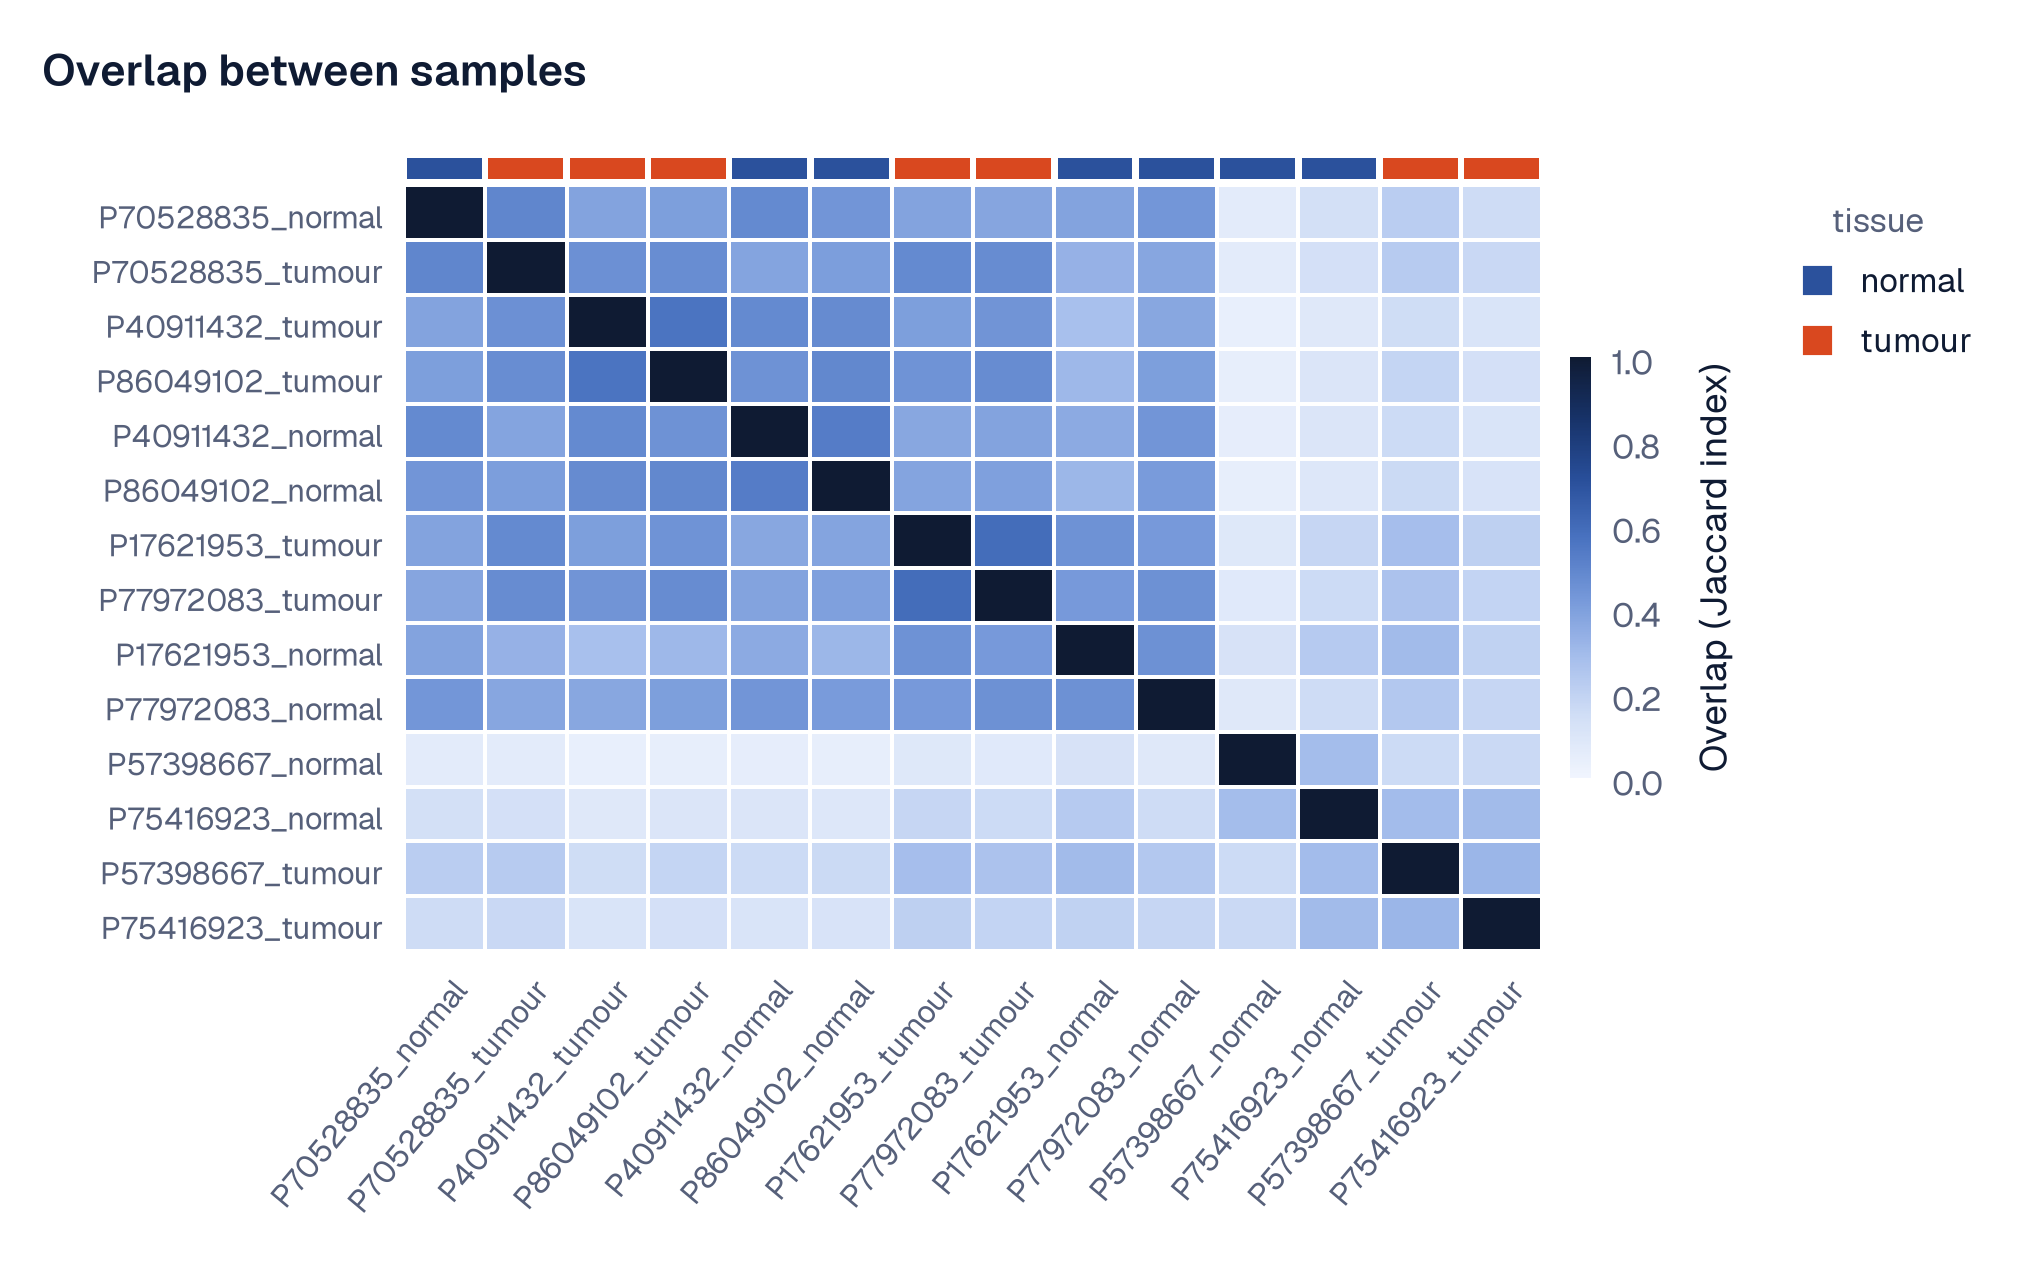 Overlap between samples
P70528835_normal
P70528835_tumour
P40911432_tumour
P86049102_tumour
P40911432_normal
P86049102_normal
P17621953_tumour
P77972083_tumour
P17621953_normal
P77972083_normal
P57398667_normal
P75416923_normal
P57398667_tumour
P75416923_tumour
P70528835_normal
P70528835_tumour
P40911432_tumour
P86049102_tumour
P40911432_normal
P86049102_normal
P17621953_tumour
P77972083_tumour
P17621953_normal
P77972083_normal
P57398667_normal
P75416923_normal
P57398667_tumour
P75416923_tumour
1.0
0.8
0.6
0.4
0.2
0.0
Overlap (Jaccard index)
tissue
normal
tumour